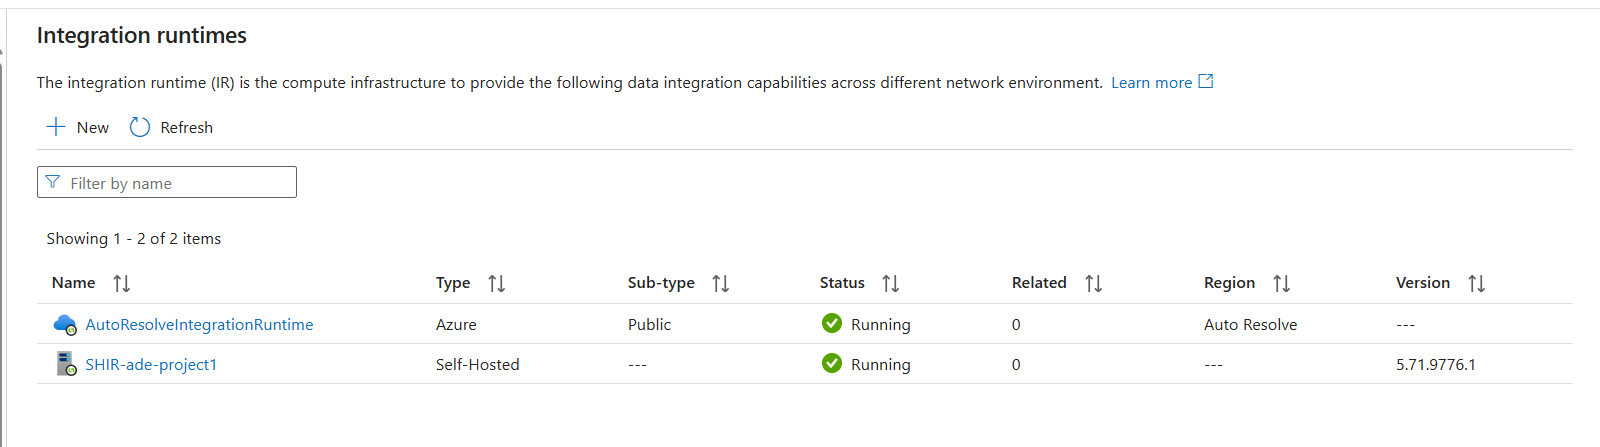 Integration runtimes
The integration runtime (IR) is the compute infrastructure to provide the following data integration capabilities across different network environment. Learn more
New Refresh
Filter by name
Showing 1 - 2 of 2 items
Name Type Sub-type Status Related Region Version
AutoResolveIntegrationRuntime Azure Public Running 0 Auto Resolve ---
SHIR-ade-project1 Self-Hosted --- Running 0 --- 5.71.9776.1